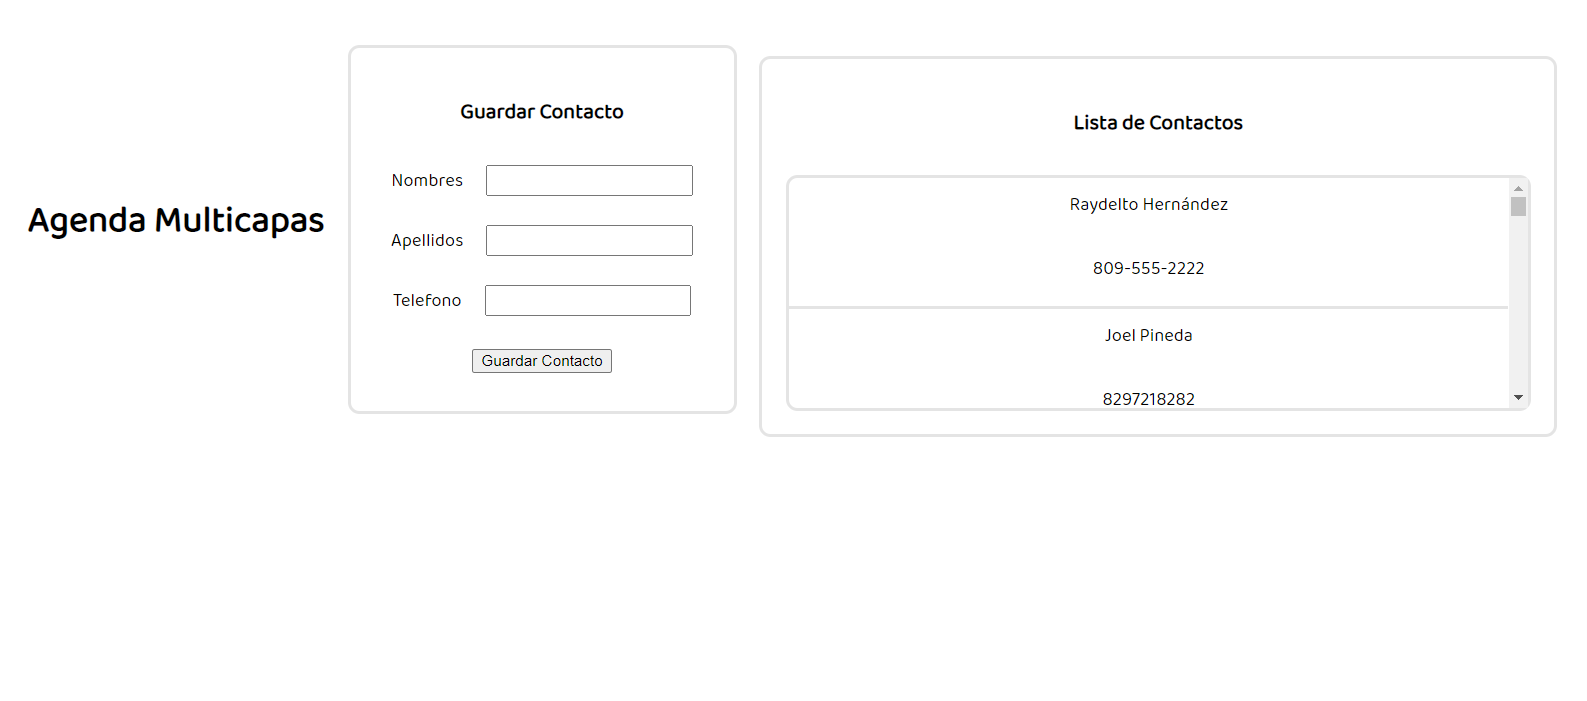 Agenda Multicapas
Guardar Contacto
Nombres
Apellidos
Telefono
Guardar Contacto
Lista de Contactos
Raydelto Hernández
809-555-2222
Joel Pineda
8297218282